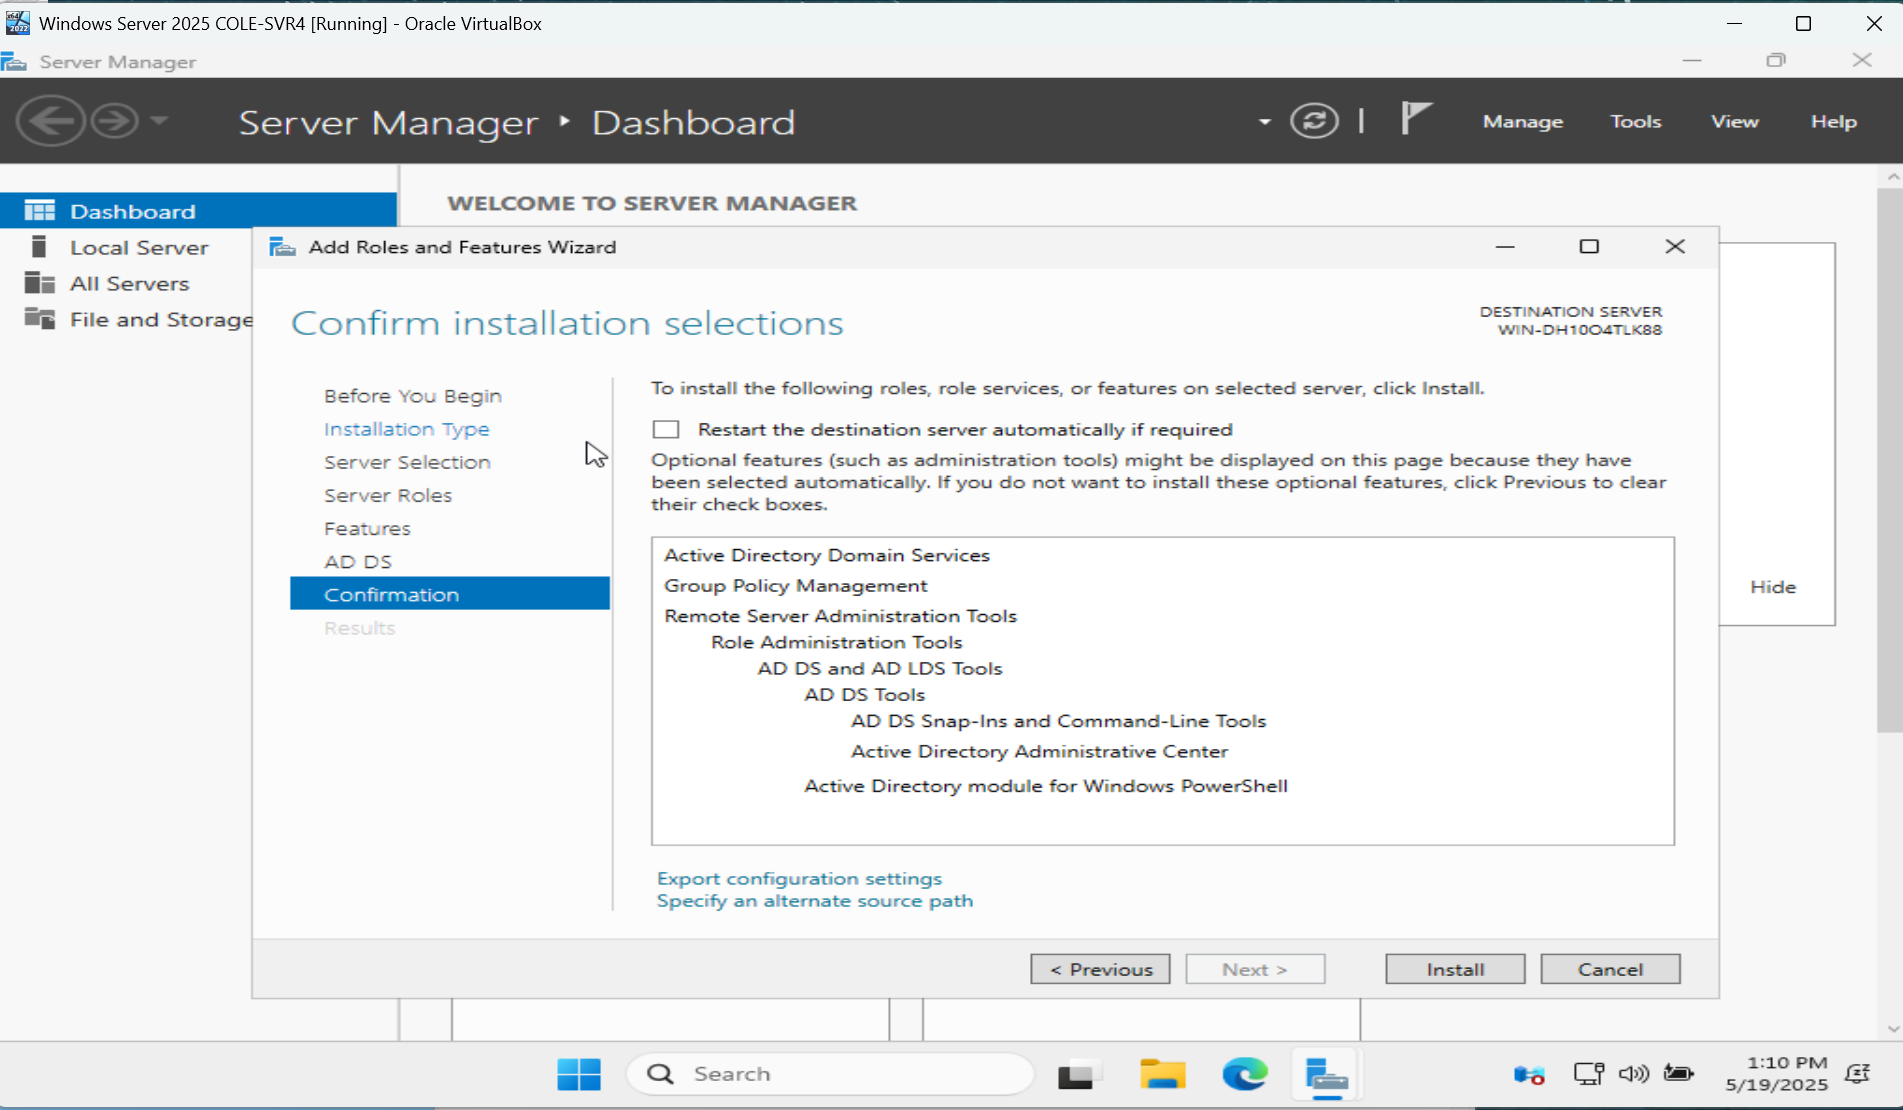 Windows Server 2025 COLE-SVR4 [Running] - Oracle VirtualBox
Server Manager
Server Manager ‣ Dashboard
Manage Tools View Help
Dashboard
Local Server
All Servers
File and Storage
WELCOME TO SERVER MANAGER
Add Roles and Features Wizard
Confirm installation selections
DESTINATION SERVER
WIN-DH10O4TLK88
Before You Begin
Installation Type
Server Selection
Server Roles
Features
AD DS
Confirmation
Results
To install the following roles, role services, or features on selected server, click Install.
Restart the destination server automatically if required
Optional features (such as administration tools) might be displayed on this page because they have
been selected automatically. If you do not want to install these optional features, click Previous to clear
their check boxes.
Active Directory Domain Services
Group Policy Management
Remote Server Administration Tools
Role Administration Tools
AD DS and AD LDS Tools
AD DS Tools
AD DS Snap-Ins and Command-Line Tools
Active Directory Administrative Center
Active Directory module for Windows PowerShell
Export configuration settings
Specify an alternate source path
< Previous Next > Install Cancel
Hide
Search
1:10 PM
5/19/2025